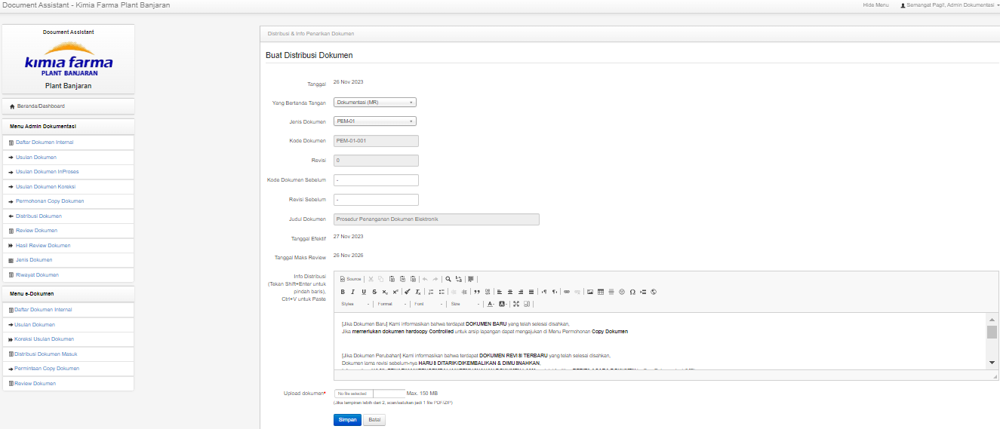 Document Assistant - Kimia Farma Plant Banjaran
Hide Menu
Semangat Pagi!, Admin Dokumentasi
Document Assistant
kimia farma
PLANT BANJARAN
Plant Banjaran
Beranda/Dashboard
Menu Admin Dokumentasi
Daftar Dokumen Internal
Usulan Dokumen
Usulan Dokumen InProses
Usulan Dokumen Koreksi
Permohonan Copy Dokumen
Distribusi Dokumen
Review Dokumen
Hasil Review Dokumen
Jenis Dokumen
Riwayat Dokumen
Menu e-Dokumen
Daftar Dokumen Internal
Usulan Dokumen
Koreksi Usulan Dokumen
Distribusi Dokumen Masuk
Permintaan Copy Dokumen
Review Dokumen
Distribusi & Info Penarikan Dokumen
Buat Distribusi Dokumen
Tanggal 26 Nov 2023
Yang Bertanda Tangan Dokumentasi (MR)
Jenis Dokumen PEM-01
Kode Dokumen PEM-01-001
Revisi 0
Kode Dokumen Sebelum -
Revisi Sebelum -
Judul Dokumen Prosedur Penanganan Dokumen Elektronik
Tanggal Efektif 27 Nov 2023
Tanggal Maks Review 26 Nov 2026
Info Distribusi
(Tekan Shift+Enter untuk
pindah baris),
Ctrl+V untuk Paste
Source
Styles Format Font Size
[Jika Dokumen Baru] Kami informasikan bahwa terdapat DOKUMEN BARU yang telah selesai disahkan,
Jika memerlukan dokumen hardcopy Controlled untuk arsip lapangan dapat mengajukan di Menu Permohonan Copy Dokumen
[Jika Dokumen Perubahan] Kami informasikan bahwa terdapat DOKUMEN REVISI TERBARU yang telah selesai disahkan,
Dokumen lama revisi sebelum-nya HARUS DITARIK/DIKEMBALIKAN & DIMUSNAHKAN,
Upload dokumen* No file selected Max. 150 MB
(Jika lampiran lebih dari 2, scan/satukan jadi 1 file PDF/ZIP)
Simpan Batal